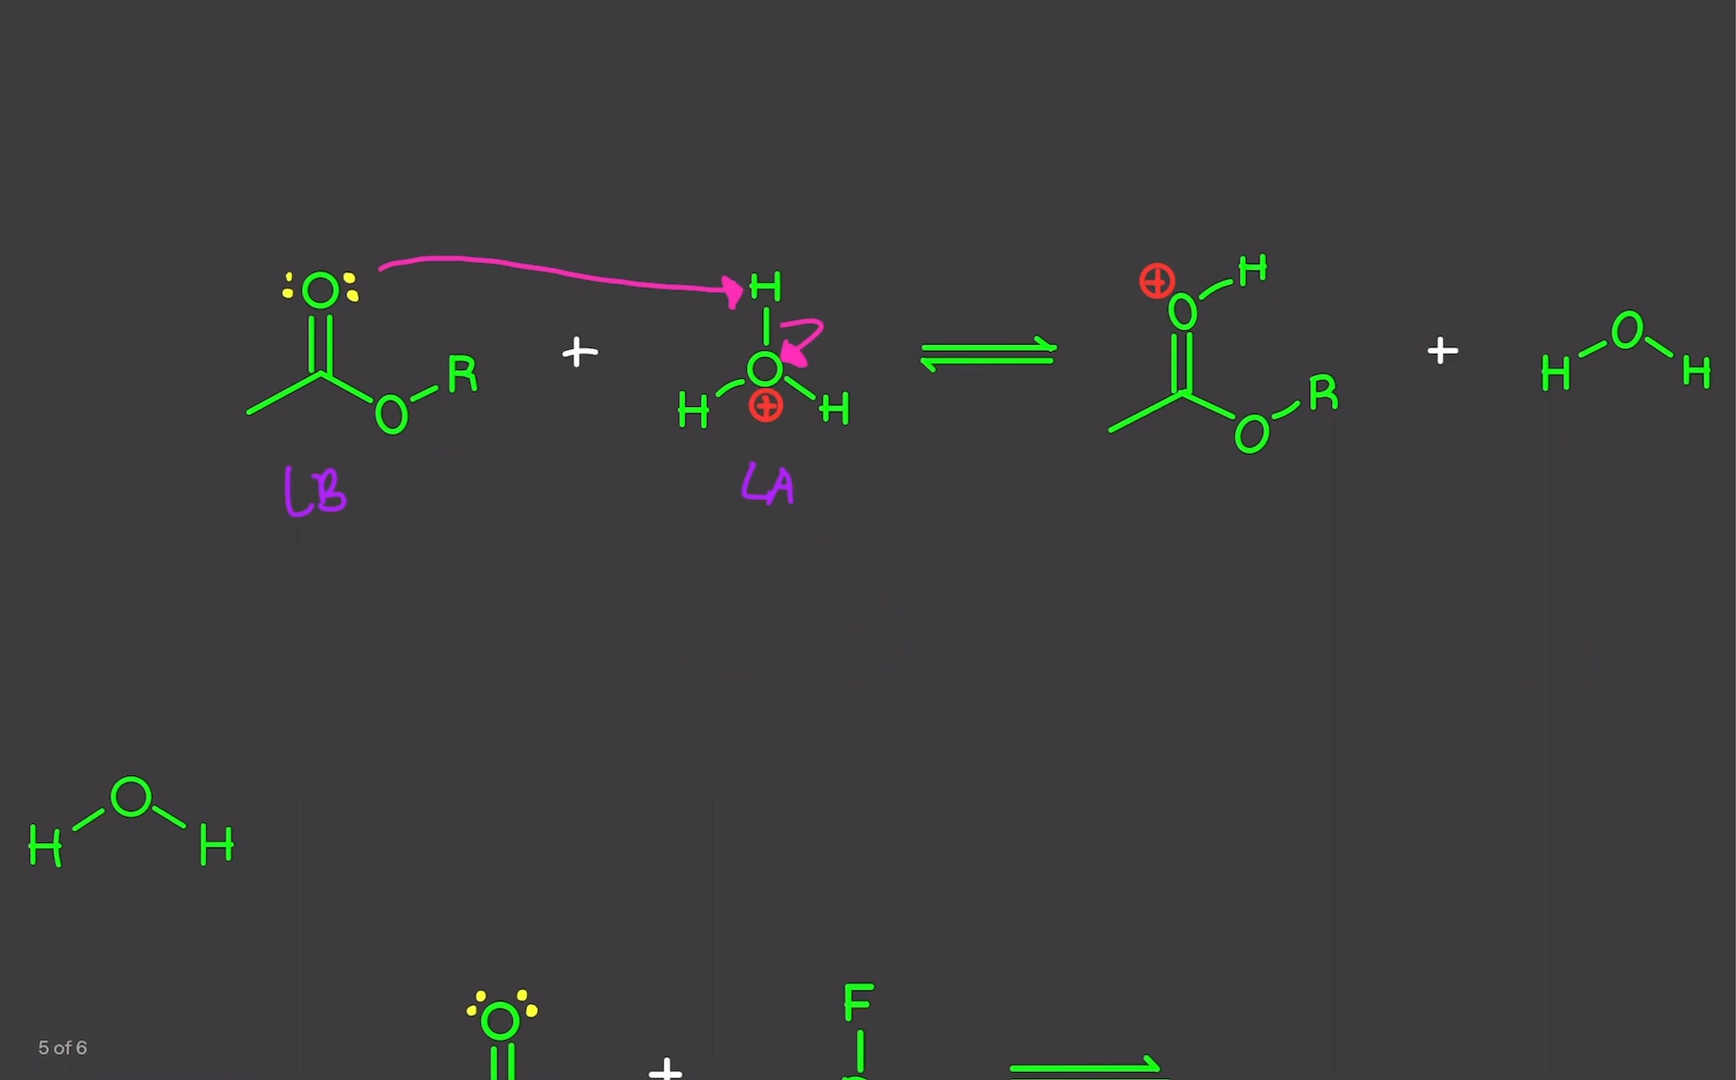 O + H ⇌ ⊕ O H + O
R O H O ⊕ H O R H H
LB LA
O
H H
O + F
5 of 6